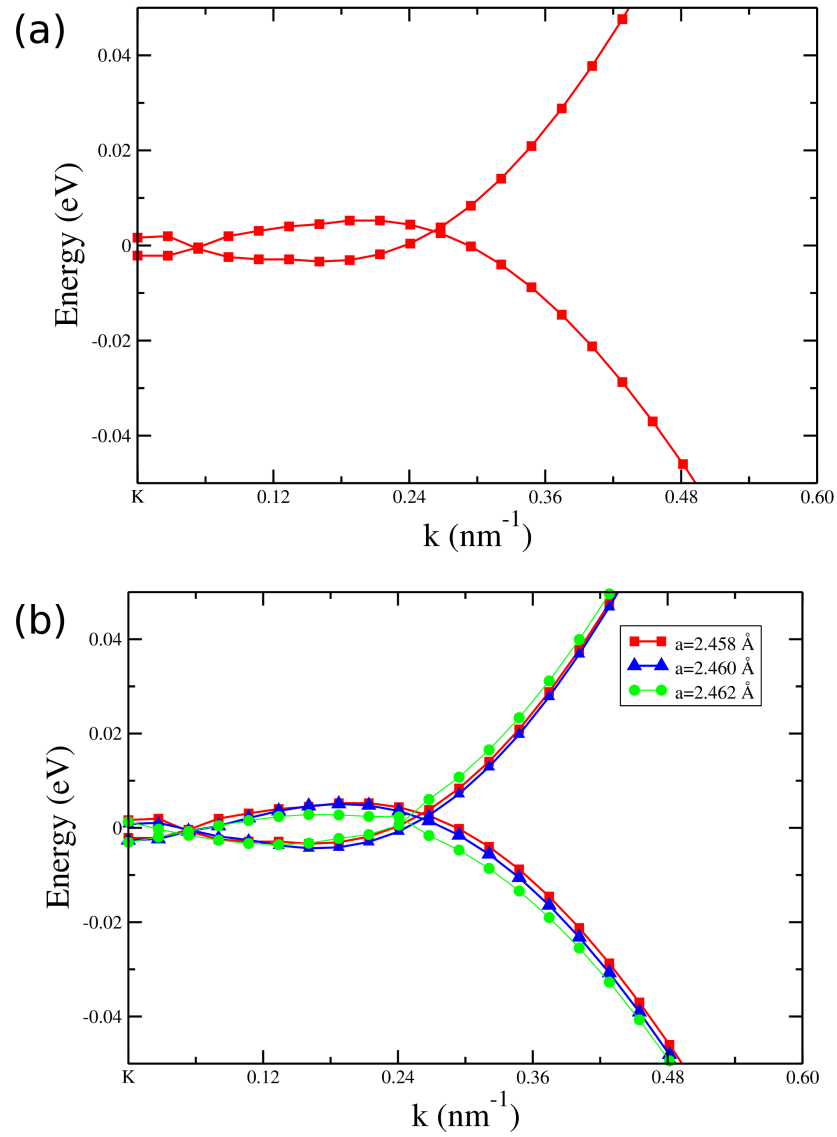 (a)
0.04
0.02
0
-0.02
-0.04
Energy (eV)
K
0.12
0.24
0.36
0.48
0.60
k (nm⁻¹)
(b)
0.04
0.02
0
-0.02
-0.04
Energy (eV)
a=2.458 Å
a=2.460 Å
a=2.462 Å
K
0.12
0.24
0.36
0.48
0.60
k (nm⁻¹)